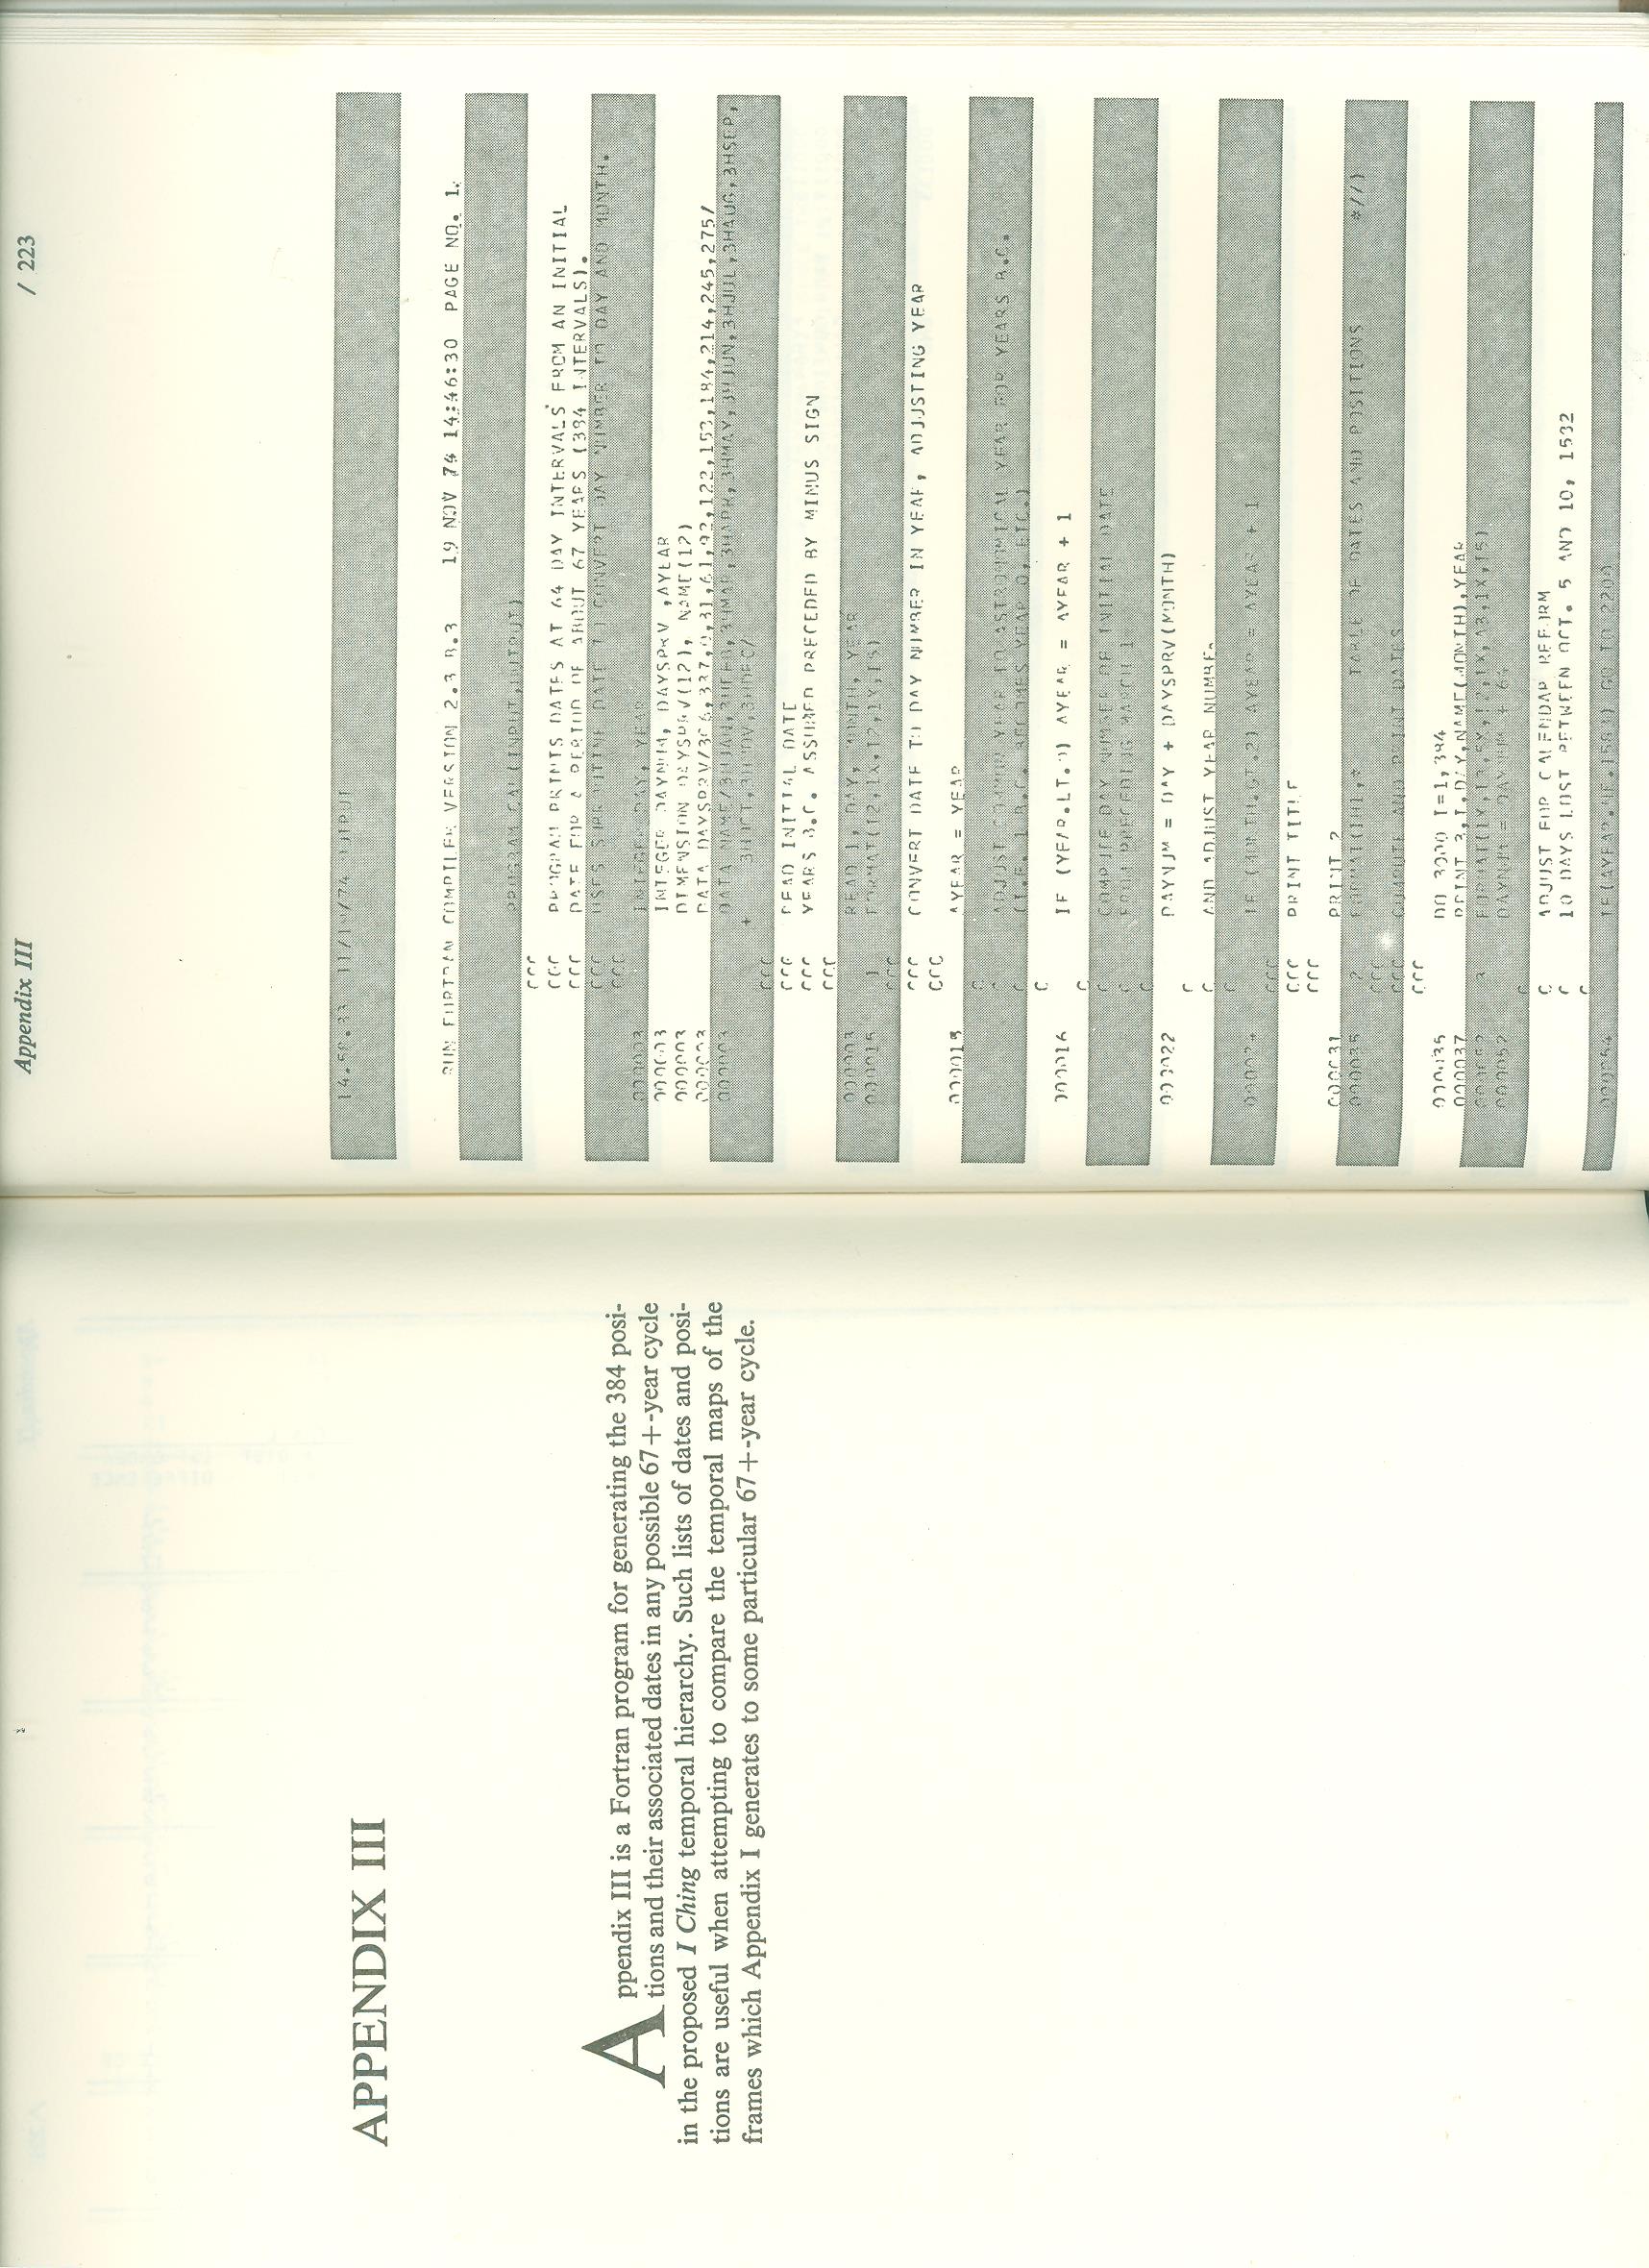 APPENDIX III
Appendix III is a Fortran program for generating the 384 posi-
tions and their associated dates in any possible 67+-year cycle
in the proposed I Ching temporal hierarchy. Such lists of dates and posi-
tions are useful when attempting to compare the temporal maps of the
frames which Appendix I generates to some particular 67+-year cycle.
Appendix III / 223
11/19/74 OUTPUT
RUN FORTRAN COMPILER VERSION 2.3 B.3 19 NOV 74 14:46:30 PAGE NO. 1.
PROGRAM CAL(INPUT,OUTPUT)
CCC
CCC PROGRAM PRINTS DATES AT 64 DAY INTERVALS FROM AN INITIAL
CCC DATE FOR A PERIOD OF ABOUT 67 YEARS (384 INTERVALS).
CCC USES SUBROUTINE DATE TO CONVERT DAY NUMBER TO DAY AND MONTH.
CCC
000003 INTEGER DAY, YEAR
000003 INTEGER DAYNUM, DAYSPRV ,AYEAR
000003 DIMENSION DAYSPRV(12), NAME(12)
000003 DATA DAYSPRV/306,337,0,31,61,92,122,153,184,214,245,275/
000003 DATA NAME/3HJAN,3HFEB,3HMAR,3HAPR,3HMAY,3HJUN,3HJUL,3HAUG,3HSEP,
+ 3HOCT,3HNOV,3HDEC/
CCC
CCC READ INITIAL DATE
CCC YEARS B.C. ASSUMED PRECEDED BY MINUS SIGN
CCC
000003 READ 1, DAY, MONTH, YEAR
000015 1 FORMAT(I2,1X,I2,1X,I5)
CCC
CCC CONVERT DATE TO DAY NUMBER IN YEAR, ADJUSTING YEAR
CCC
000015 AYEAR = YEAR
C
C ADJUST COMMON YEAR TO ASTRONOMICAL YEAR FOR YEARS B.C.
C (I.E. 1 B.C. BECOMES YEAR 0, ETC.)
C
000016 IF (YEAR.LT.0) AYEAR = AYEAR + 1
C
C COMPUTE DAY NUMBER OF INITIAL DATE
C FROM PRECEDING MARCH 1
C
000022 DAYNUM = DAY + DAYSPRV(MONTH)
C
C AND ADJUST YEAR NUMBER
C
000024 IF (MONTH.GT.2) AYEAR = AYEAR + 1
CCC
CCC PRINT TITLE
CCC
000031 PRINT 2
000035 2 FORMAT(1H1,* TABLE OF DATES AND POSITIONS *//)
CCC
CCC COMPUTE AND PRINT DATES
CCC
000035 DO 3000 I=1,384
000037 PRINT 3,I,DAY,NAME(MONTH),YEAR
000052 3 FORMAT(1X,I3,5X,I2,1X,A3,1X,I5)
000052 DAYNUM = DAYNUM + 64
C
C ADJUST FOR CALENDAR REFORM
C 10 DAYS LOST BETWEEN OCT. 5 AND 10, 1532
C
000054 IF(AYEAR.NE.1583) GO TO 2200